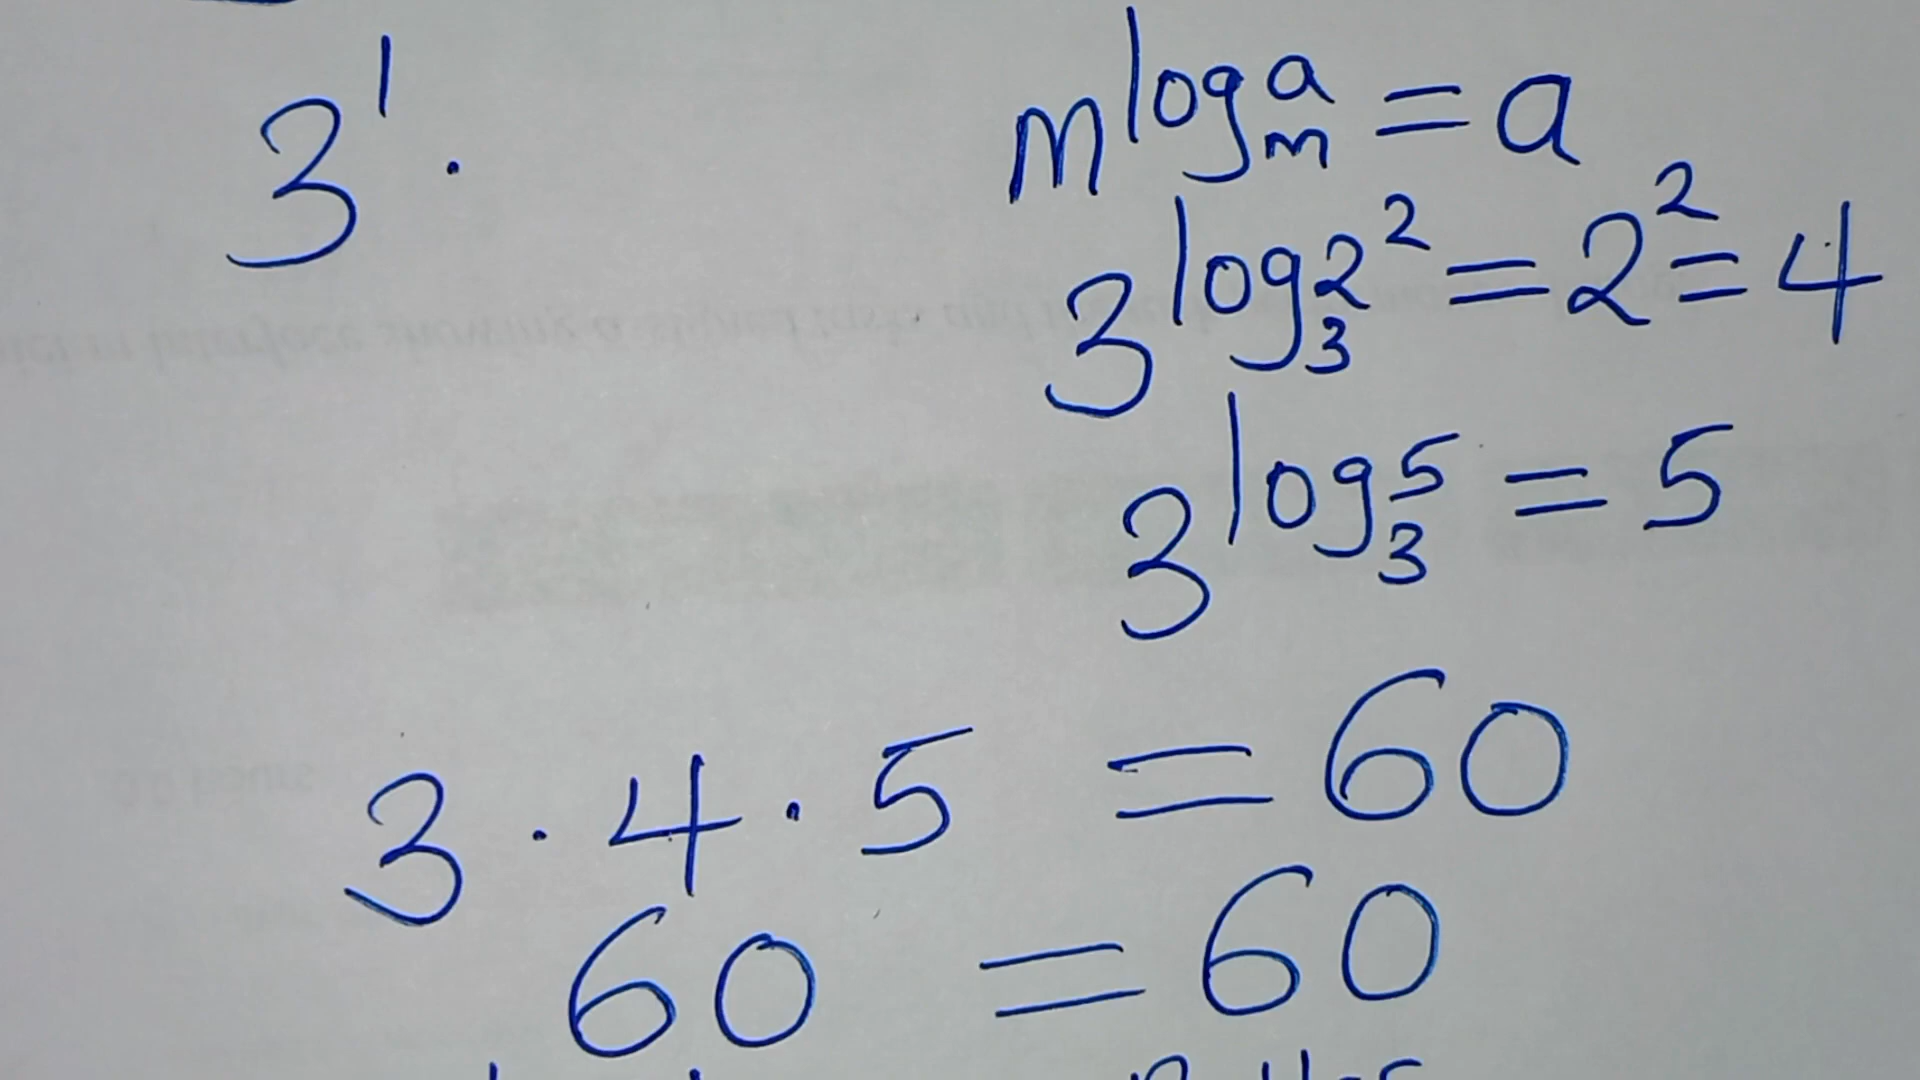 3¹ ·
m^log_m a = a
3^log_3 2² = 2² = 4
3^log_3 5 = 5
3 · 4 · 5 = 60
60 = 60